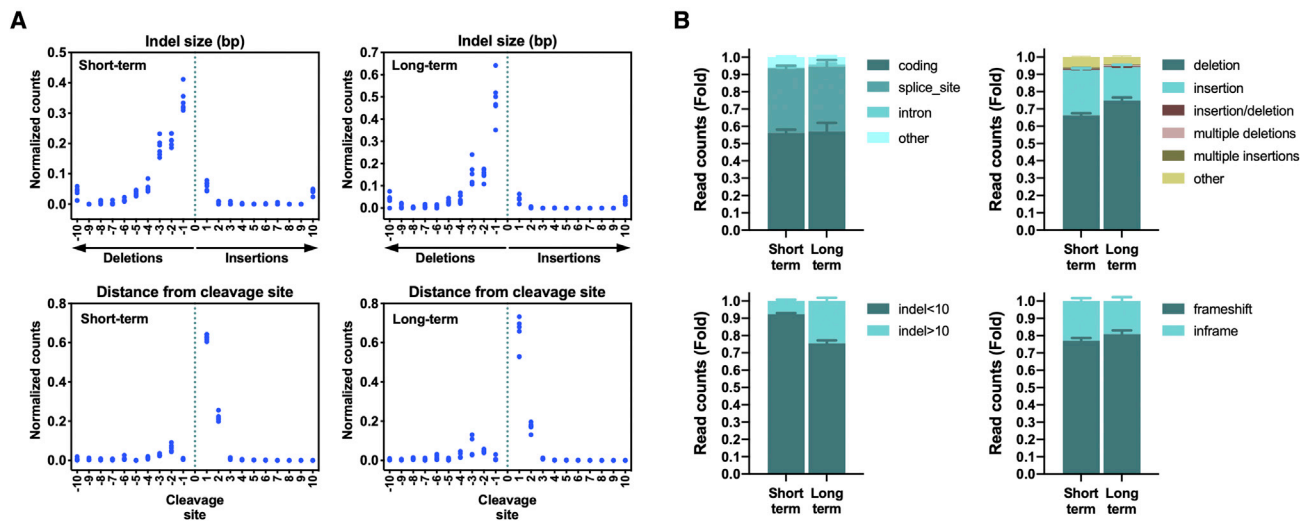 A
Indel size (bp)
Short-term
Normalized counts
0.5
0.4
0.3
0.2
0.1
0.0
-10 -9 -8 -7 -6 -5 -4 -3 -2 -1 0 1 2 3 4 5 6 7 8 9 10
Deletions Insertions
Indel size (bp)
Long-term
Normalized counts
0.7
0.6
0.5
0.4
0.3
0.2
0.1
0.0
-10 -9 -8 -7 -6 -5 -4 -3 -2 -1 0 1 2 3 4 5 6 7 8 9 10
Deletions Insertions
Distance from cleavage site
Short-term
Normalized counts
0.8
0.6
0.4
0.2
0.0
-10 -9 -8 -7 -6 -5 -4 -3 -2 -1 0 1 2 3 4 5 6 7 8 9 10
Cleavage
site
Distance from cleavage site
Long-term
Normalized counts
0.8
0.6
0.4
0.2
0.0
-10 -9 -8 -7 -6 -5 -4 -3 -2 -1 0 1 2 3 4 5 6 7 8 9 10
Cleavage
site
B
Read counts (Fold)
1.0
0.9
0.8
0.7
0.6
0.5
0.4
0.3
0.2
0.1
0.0
Short Long
term term
coding
splice_site
intron
other
Read counts (Fold)
1.0
0.9
0.8
0.7
0.6
0.5
0.4
0.3
0.2
0.1
0.0
Short Long
term term
deletion
insertion
insertion/deletion
multiple deletions
multiple insertions
other
Read counts (Fold)
1.0
0.9
0.8
0.7
0.6
0.5
0.4
0.3
0.2
0.1
0.0
Short Long
term term
indel<10
indel>10
Read counts (Fold)
1.0
0.9
0.8
0.7
0.6
0.5
0.4
0.3
0.2
0.1
0.0
Short Long
term term
frameshift
inframe